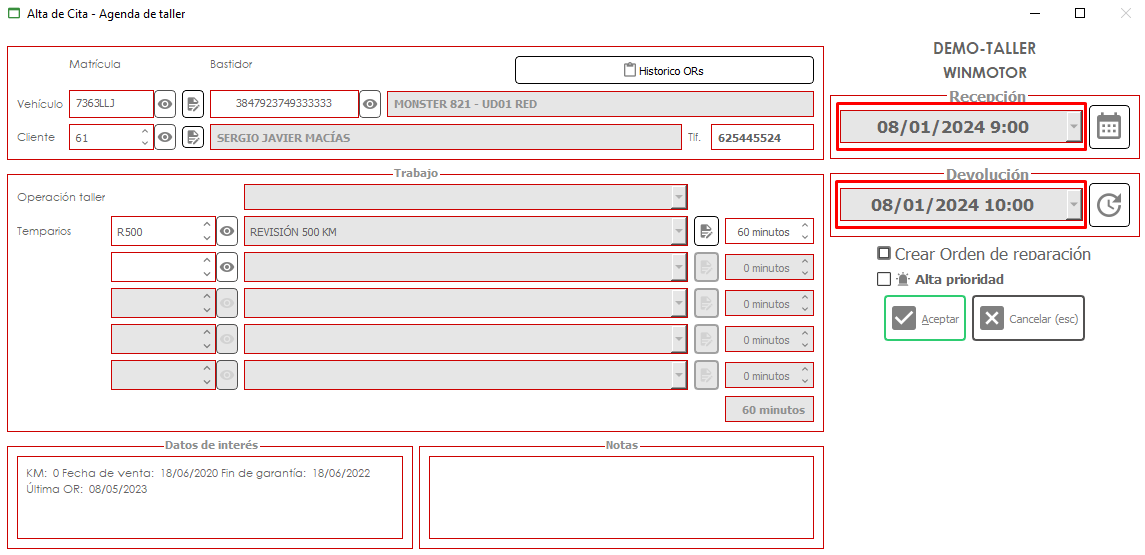 Alta de Cita - Agenda de taller
Matrícula Bastidor
Historico ORs
Vehículo 7363LLJ 3847923749333333 MONSTER 821 - UD01 RED
Cliente 61 SERGIO JAVIER MACÍAS Tlf. 625445524
DEMO-TALLER
WINMOTOR
Recepción
08/01/2024 9:00
Devolución
08/01/2024 10:00
Crear Orden de reparación
Alta prioridad
Aceptar Cancelar (esc)
Trabajo
Operación taller
Temparios R500 REVISIÓN 500 KM 60 minutos
0 minutos
0 minutos
0 minutos
0 minutos
60 minutos
Datos de interés
KM: 0 Fecha de venta: 18/06/2020 Fin de garantía: 18/06/2022
Última OR: 08/05/2023
Notas